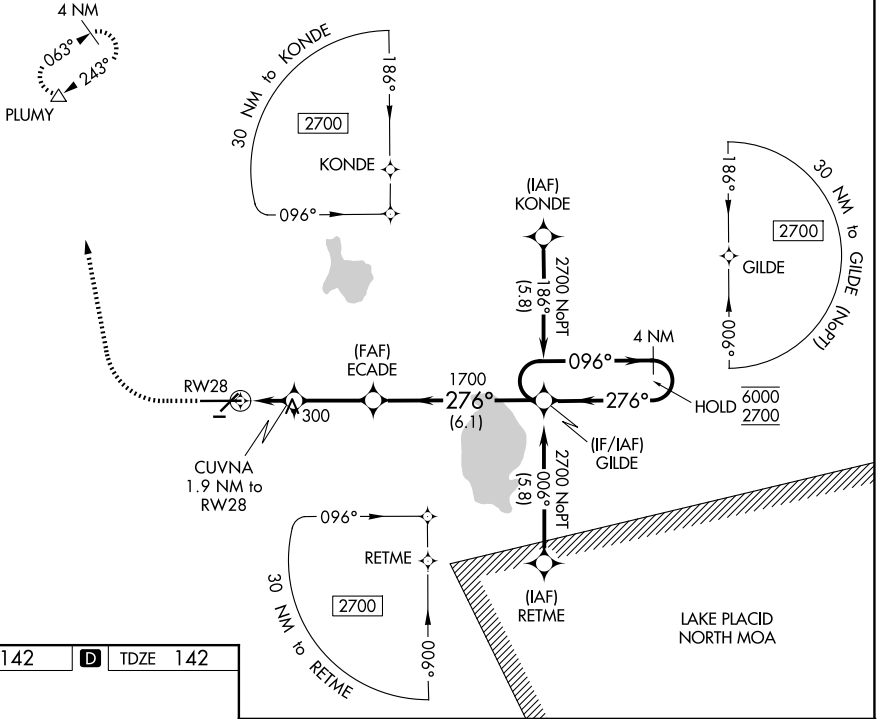 4 NM
063°
243°
PLUMY
30 NM to KONDE
186°
2700
KONDE
096°
(IAF)
KONDE
2700 NoPT
186°
(5.8)
186°
30 NM to GILDE (NoPT)
2700
GILDE
006°
4 NM
096°
276°
HOLD
6000
2700
(FAF)
ECADE
1700
276°
(6.1)
(IF/IAF)
GILDE
RW28
300
CUVNA
1.9 NM to
RW28
2700 NoPT
006°
(5.8)
096°
RETME
30 NM to RETME
2700
006°
(IAF)
RETME
LAKE PLACID
NORTH MOA
142 D TDZE 142